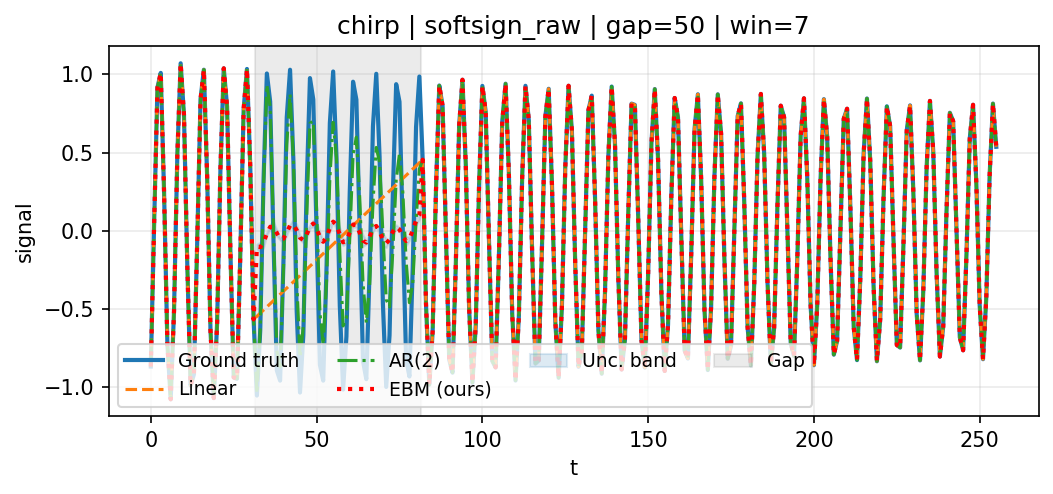 chirp | softsign_raw | gap=50 | win=7
signal
1.0
0.5
0.0
−0.5
−1.0
Ground truth
Linear
AR(2)
EBM (ours)
Unc. band
Gap
0 50 100 150 200 250
t